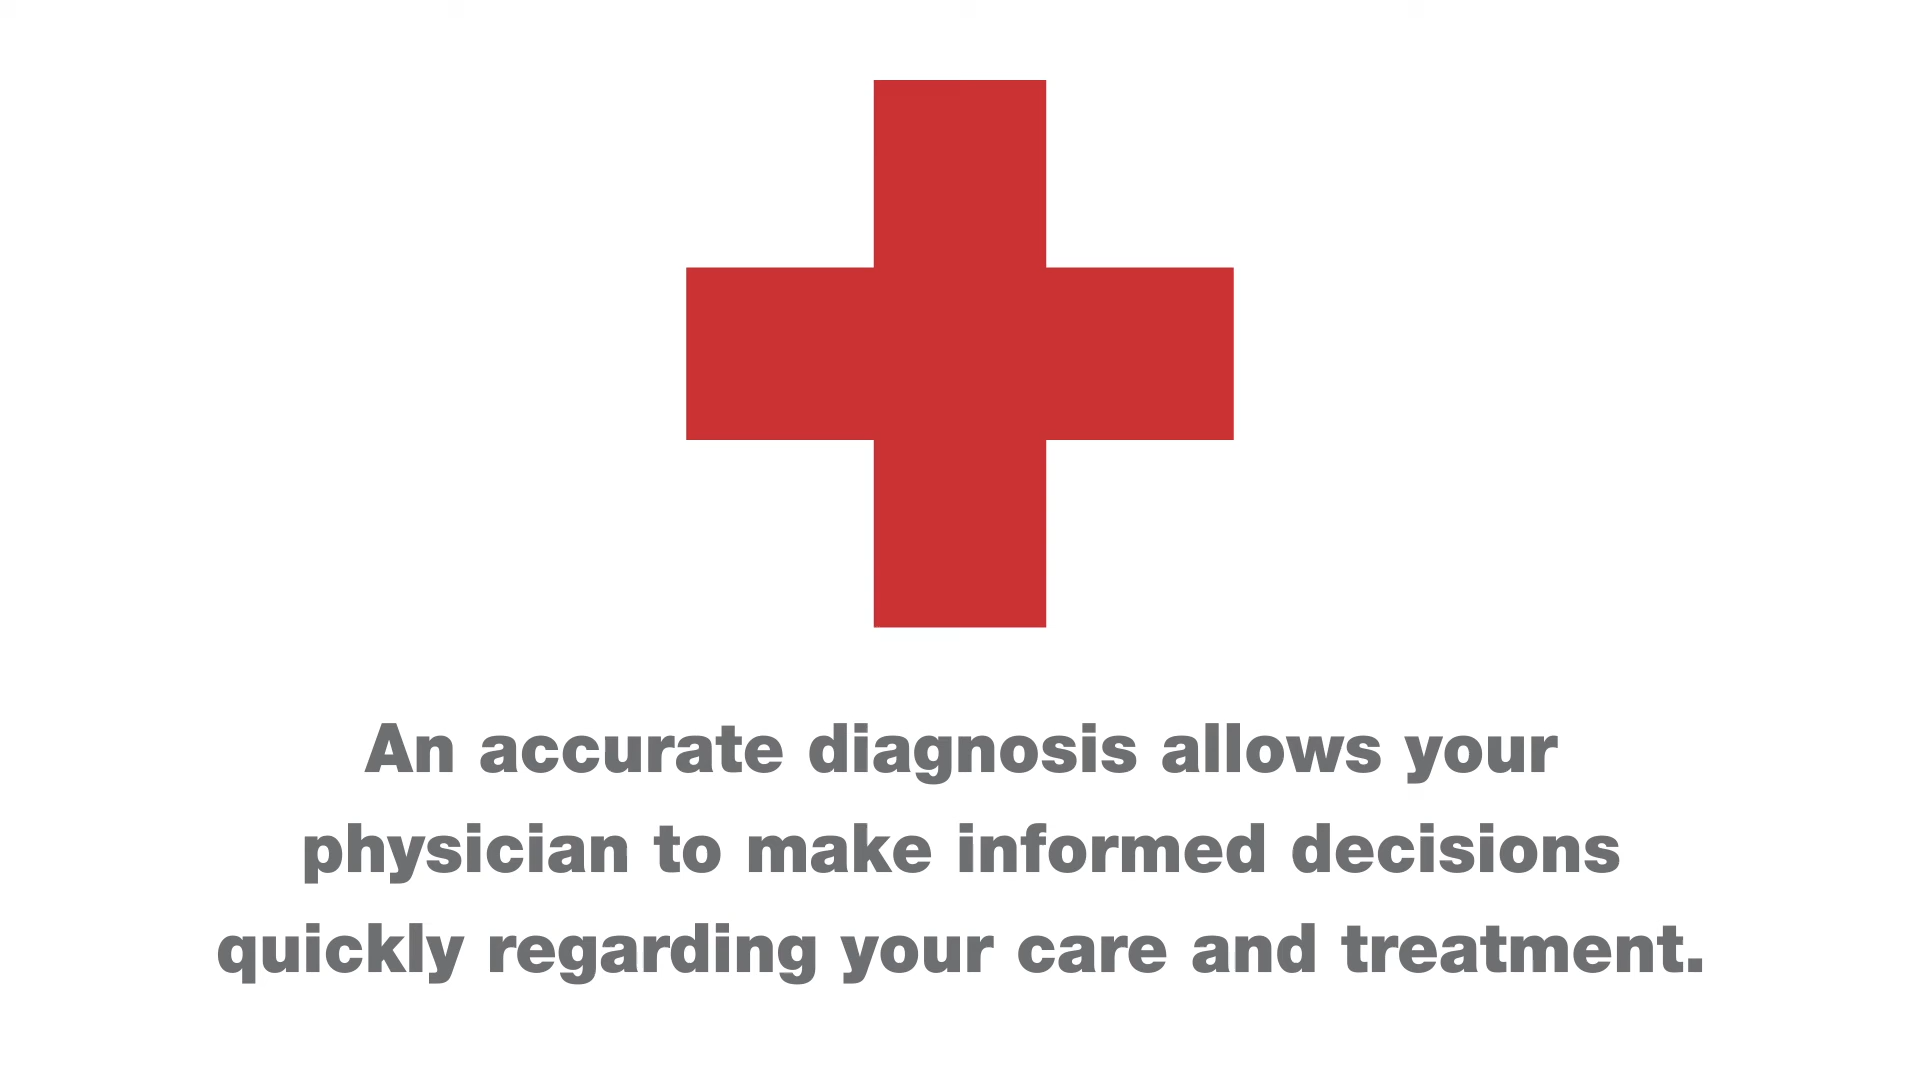 An accurate diagnosis allows your
physician to make informed decisions
quickly regarding your care and treatment.